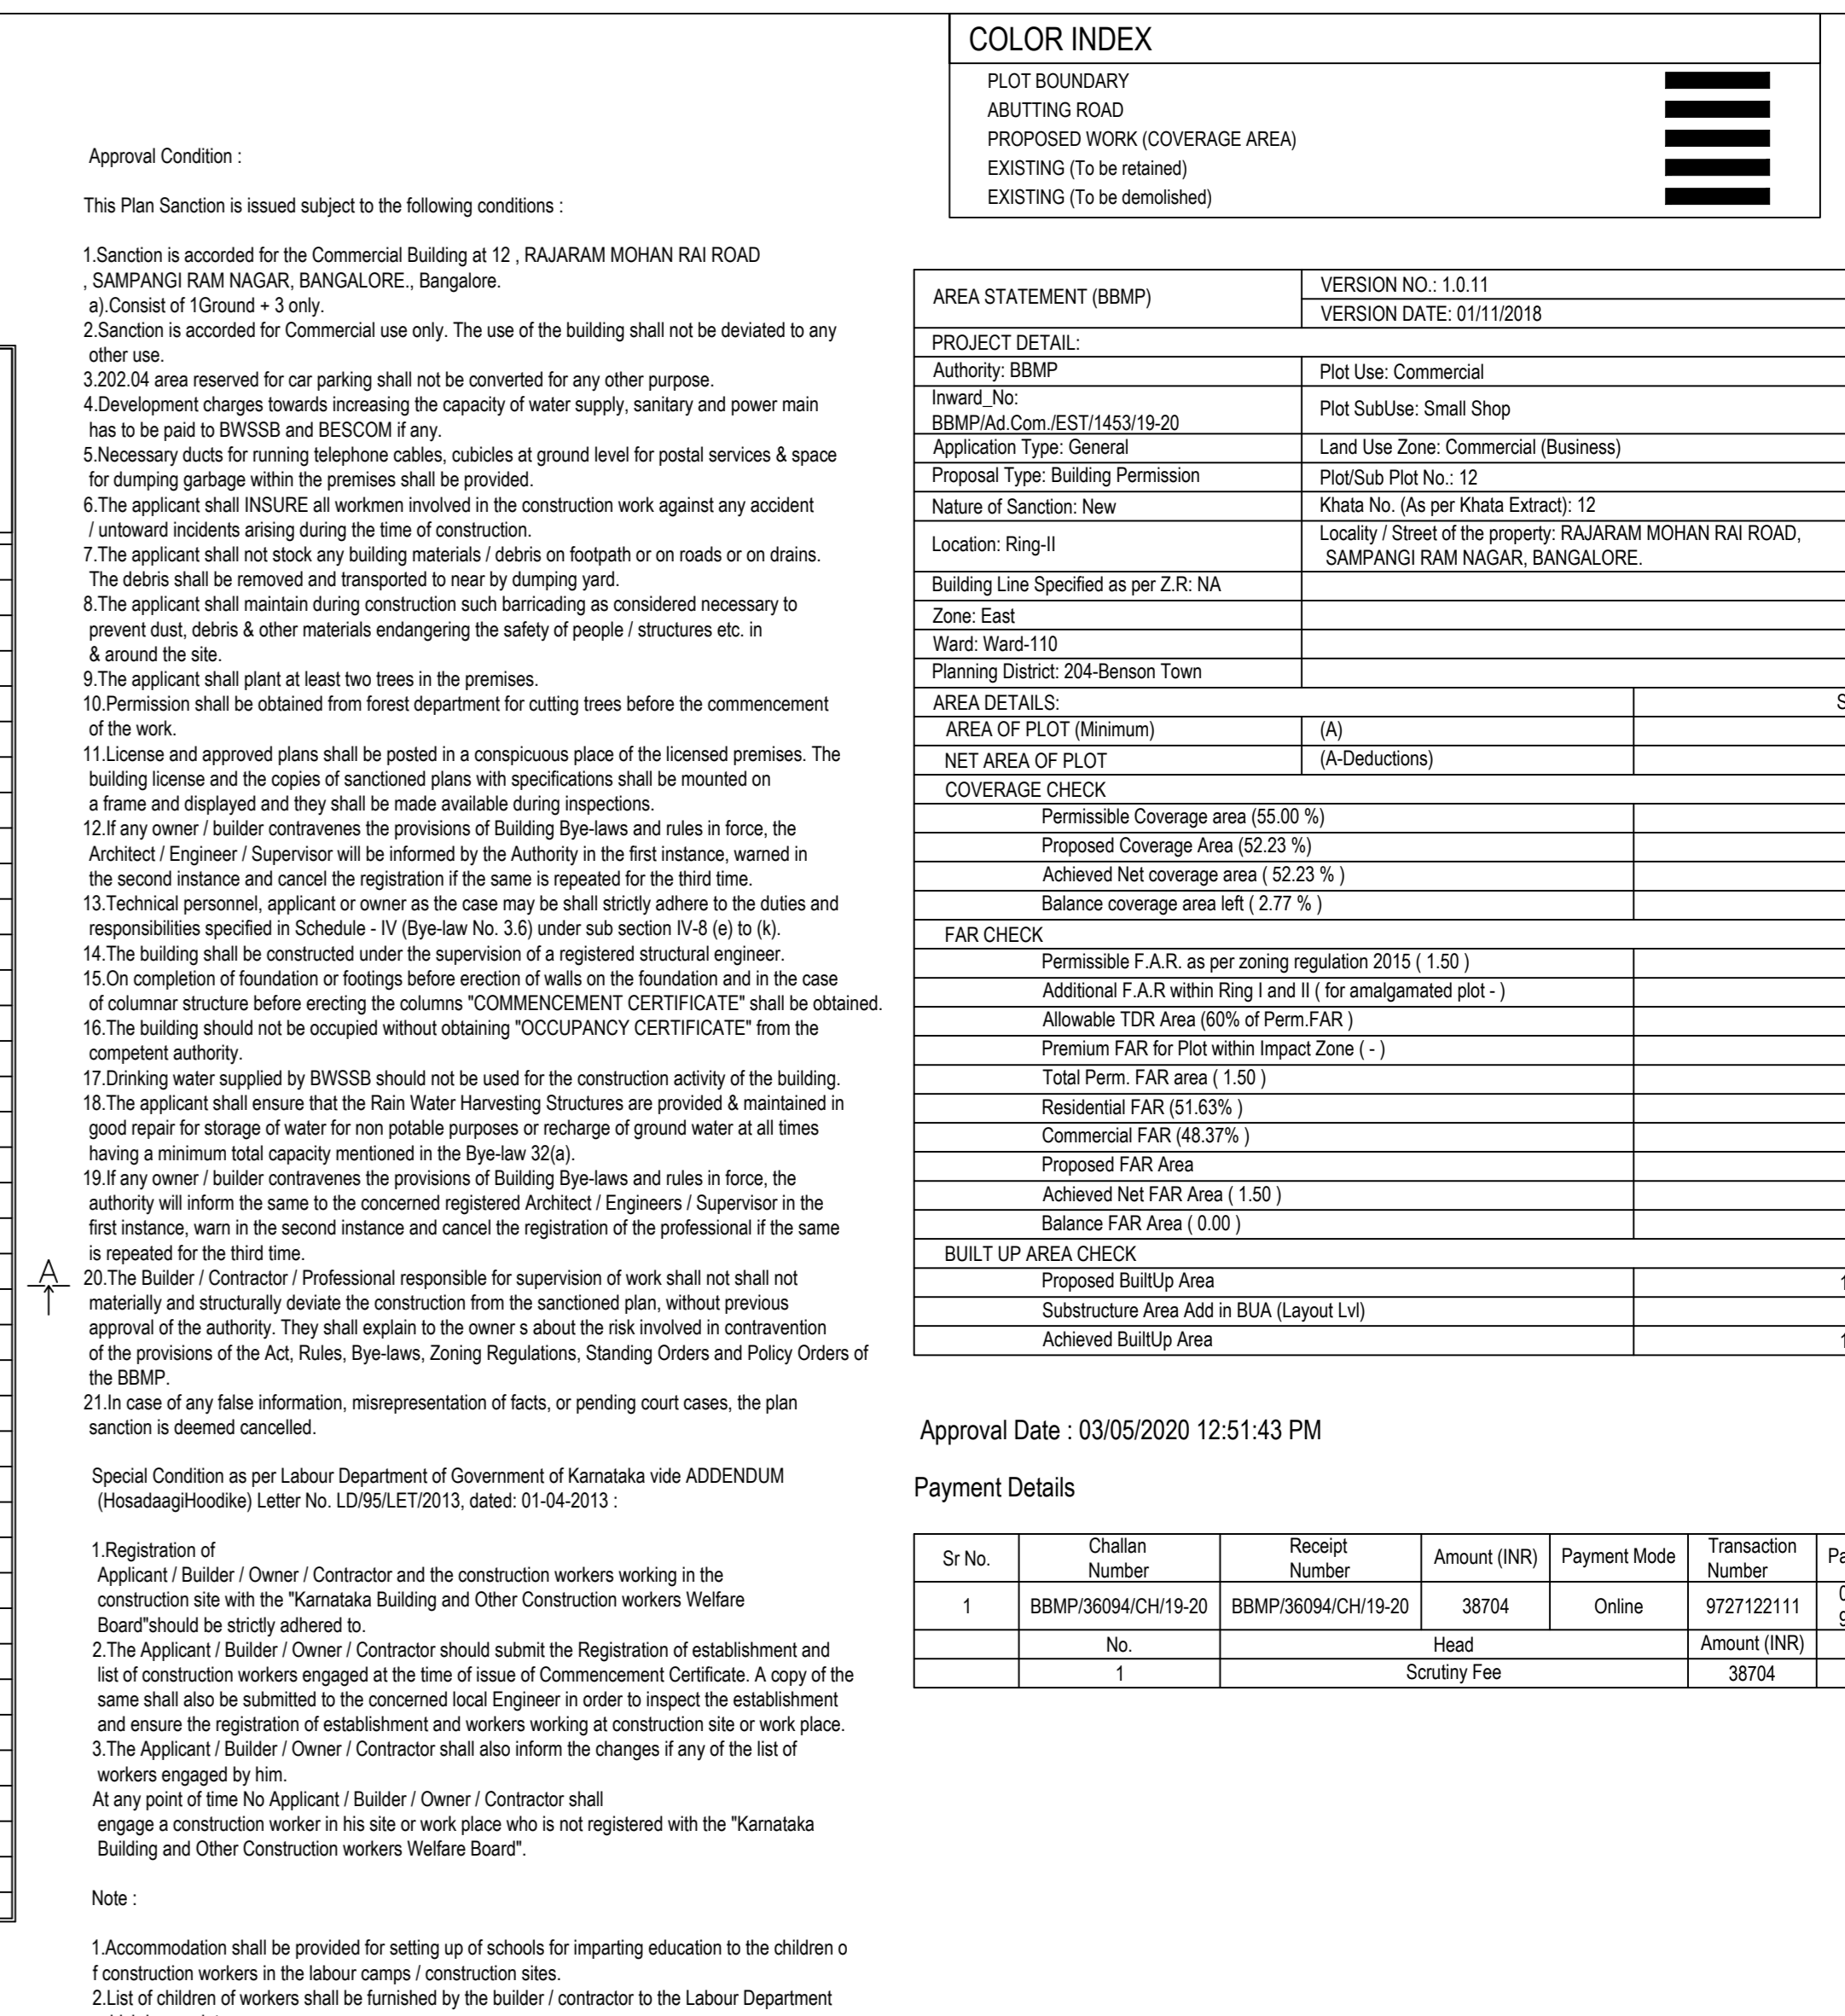 COLOR INDEX
PLOT BOUNDARY
ABUTTING ROAD
PROPOSED WORK (COVERAGE AREA)
EXISTING (To be retained)
EXISTING (To be demolished)
Approval Condition :
This Plan Sanction is issued subject to the following conditions :
1.Sanction is accorded for the Commercial Building at 12 , RAJARAM MOHAN RAI ROAD
, SAMPANGI RAM NAGAR, BANGALORE., Bangalore.
a).Consist of 1Ground + 3 only.
2.Sanction is accorded for Commercial use only. The use of the building shall not be deviated to any
other use.
3.202.04 area reserved for car parking shall not be converted for any other purpose.
4.Development charges towards increasing the capacity of water supply, sanitary and power main
has to be paid to BWSSB and BESCOM if any.
5.Necessary ducts for running telephone cables, cubicles at ground level for postal services & space
for dumping garbage within the premises shall be provided.
6.The applicant shall INSURE all workmen involved in the construction work against any accident
/ untoward incidents arising during the time of construction.
7.The applicant shall not stock any building materials / debris on footpath or on roads or on drains.
The debris shall be removed and transported to near by dumping yard.
8.The applicant shall maintain during construction such barricading as considered necessary to
prevent dust, debris & other materials endangering the safety of people / structures etc. in
& around the site.
9.The applicant shall plant at least two trees in the premises.
10.Permission shall be obtained from forest department for cutting trees before the commencement
of the work.
11.License and approved plans shall be posted in a conspicuous place of the licensed premises. The
building license and the copies of sanctioned plans with specifications shall be mounted on
a frame and displayed and they shall be made available during inspections.
12.If any owner / builder contravenes the provisions of Building Bye-laws and rules in force, the
Architect / Engineer / Supervisor will be informed by the Authority in the first instance, warned in
the second instance and cancel the registration if the same is repeated for the third time.
13.Technical personnel, applicant or owner as the case may be shall strictly adhere to the duties and
responsibilities specified in Schedule - IV (Bye-law No. 3.6) under sub section IV-8 (e) to (k).
14.The building shall be constructed under the supervision of a registered structural engineer.
15.On completion of foundation or footings before erection of walls on the foundation and in the case
of columnar structure before erecting the columns "COMMENCEMENT CERTIFICATE" shall be obtained.
16.The building should not be occupied without obtaining "OCCUPANCY CERTIFICATE" from the
competent authority.
17.Drinking water supplied by BWSSB should not be used for the construction activity of the building.
18.The applicant shall ensure that the Rain Water Harvesting Structures are provided & maintained in
good repair for storage of water for non potable purposes or recharge of ground water at all times
having a minimum total capacity mentioned in the Bye-law 32(a).
19.If any owner / builder contravenes the provisions of Building Bye-laws and rules in force, the
authority will inform the same to the concerned registered Architect / Engineers / Supervisor in the
first instance, warn in the second instance and cancel the registration of the professional if the same
is repeated for the third time.
A
20.The Builder / Contractor / Professional responsible for supervision of work shall not shall not
materially and structurally deviate the construction from the sanctioned plan, without previous
approval of the authority. They shall explain to the owner s about the risk involved in contravention
of the provisions of the Act, Rules, Bye-laws, Zoning Regulations, Standing Orders and Policy Orders of
the BBMP.
21.In case of any false information, misrepresentation of facts, or pending court cases, the plan
sanction is deemed cancelled.
Special Condition as per Labour Department of Government of Karnataka vide ADDENDUM
(HosadaagiHoodike) Letter No. LD/95/LET/2013, dated: 01-04-2013 :
1.Registration of
Applicant / Builder / Owner / Contractor and the construction workers working in the
construction site with the "Karnataka Building and Other Construction workers Welfare
Board"should be strictly adhered to.
2.The Applicant / Builder / Owner / Contractor should submit the Registration of establishment and
list of construction workers engaged at the time of issue of Commencement Certificate. A copy of the
same shall also be submitted to the concerned local Engineer in order to inspect the establishment
and ensure the registration of establishment and workers working at construction site or work place.
3.The Applicant / Builder / Owner / Contractor shall also inform the changes if any of the list of
workers engaged by him.
At any point of time No Applicant / Builder / Owner / Contractor shall
engage a construction worker in his site or work place who is not registered with the "Karnataka
Building and Other Construction workers Welfare Board".
Note :
1.Accommodation shall be provided for setting up of schools for imparting education to the children o
f construction workers in the labour camps / construction sites.
2.List of children of workers shall be furnished by the builder / contractor to the Labour Department
AREA STATEMENT (BBMP) VERSION NO.: 1.0.11
VERSION DATE: 01/11/2018
PROJECT DETAIL:
Authority: BBMP Plot Use: Commercial
Inward_No:
BBMP/Ad.Com./EST/1453/19-20 Plot SubUse: Small Shop
Application Type: General Land Use Zone: Commercial (Business)
Proposal Type: Building Permission Plot/Sub Plot No.: 12
Nature of Sanction: New Khata No. (As per Khata Extract): 12
Location: Ring-II Locality / Street of the property: RAJARAM MOHAN RAI ROAD,
SAMPANGI RAM NAGAR, BANGALORE.
Building Line Specified as per Z.R: NA
Zone: East
Ward: Ward-110
Planning District: 204-Benson Town
AREA DETAILS:
AREA OF PLOT (Minimum) (A)
NET AREA OF PLOT (A-Deductions)
COVERAGE CHECK
Permissible Coverage area (55.00 %)
Proposed Coverage Area (52.23 %)
Achieved Net coverage area ( 52.23 % )
Balance coverage area left ( 2.77 % )
FAR CHECK
Permissible F.A.R. as per zoning regulation 2015 ( 1.50 )
Additional F.A.R within Ring I and II ( for amalgamated plot - )
Allowable TDR Area (60% of Perm.FAR )
Premium FAR for Plot within Impact Zone ( - )
Total Perm. FAR area ( 1.50 )
Residential FAR (51.63% )
Commercial FAR (48.37% )
Proposed FAR Area
Achieved Net FAR Area ( 1.50 )
Balance FAR Area ( 0.00 )
BUILT UP AREA CHECK
Proposed BuiltUp Area
Substructure Area Add in BUA (Layout Lvl)
Achieved BuiltUp Area
Approval Date : 03/05/2020 12:51:43 PM
Payment Details
Sr No. Challan Number Receipt Number Amount (INR) Payment Mode Transaction Number
1 BBMP/36094/CH/19-20 BBMP/36094/CH/19-20 38704 Online 9727122111
No. Head Amount (INR)
1 Scrutiny Fee 38704